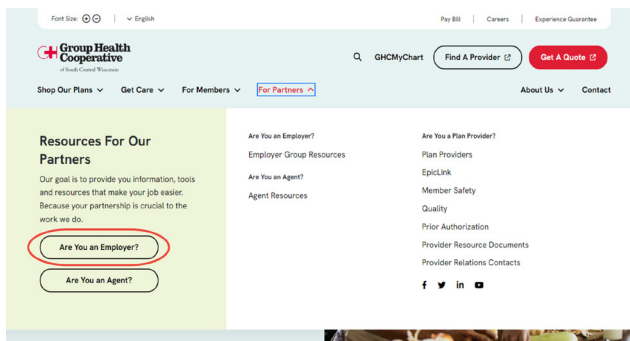 Font Size:
English
Pay Bill
Careers
Experience Guarantee
Group Health
Cooperative
of South Central Wisconsin
GHCMyChart
Find A Provider
Get A Quote
Shop Our Plans
Get Care
For Members
For Partners
About Us
Contact
Resources For Our
Partners
Our goal is to provide you information, tools
and resources that make your job easier.
Because your partnership is crucial to the
work we do.
Are You an Employer?
Are You an Agent?
Are You an Employer?
Employer Group Resources
Are You an Agent?
Agent Resources
Are You a Plan Provider?
Plan Providers
EpicLink
Member Safety
Quality
Prior Authorization
Provider Resource Documents
Provider Relations Contacts